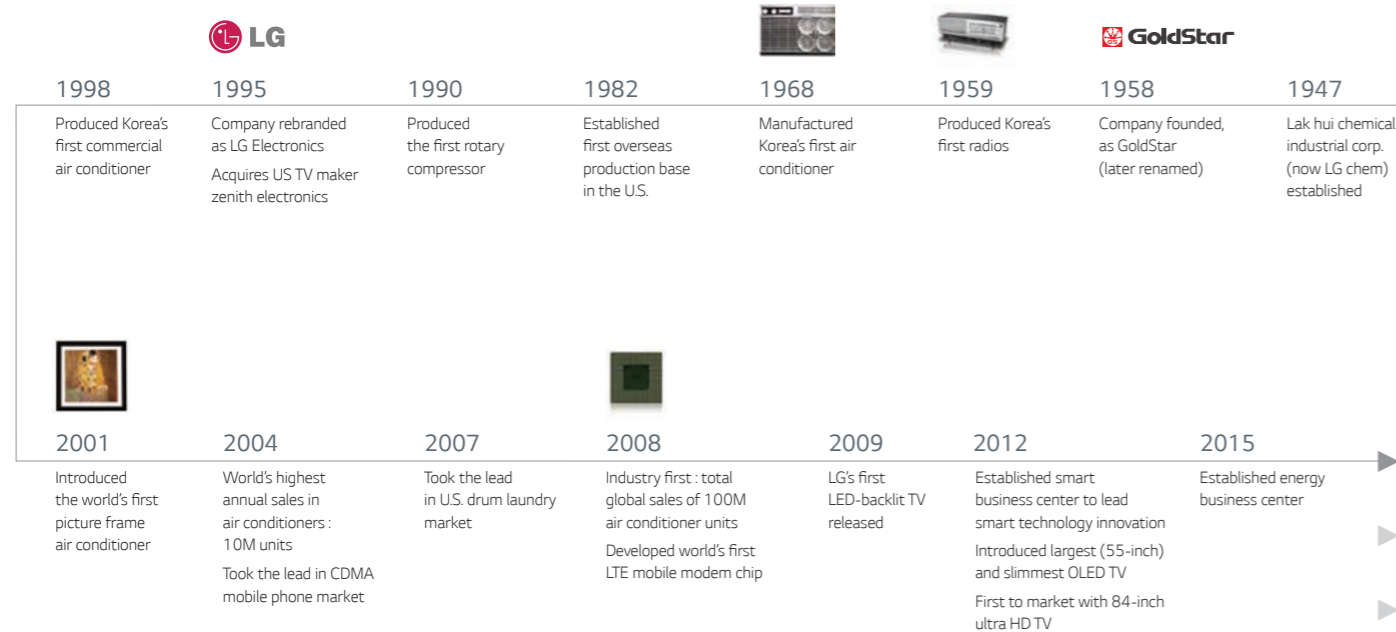 LG
GoldStar
1998
Produced Korea's
first commercial
air conditioner
1995
Company rebranded
as LG Electronics
Acquires US TV maker
zenith electronics
1990
Produced
the first rotary
compressor
1982
Established
first overseas
production base
in the U.S.
1968
Manufactured
Korea's first air
conditioner
1959
Produced Korea's
first radios
1958
Company founded,
as GoldStar
(later renamed)
1947
Lak hui chemical
industrial corp.
(now LG chem)
established
2001
Introduced
the world's first
picture frame
air conditioner
2004
World's highest
annual sales in
air conditioners :
10M units
Took the lead in CDMA
mobile phone market
2007
Took the lead
in U.S. drum laundry
market
2008
Industry first : total
global sales of 100M
air conditioner units
Developed world's first
LTE mobile modem chip
2009
LG's first
LED-backlit TV
released
2012
Established smart
business center to lead
smart technology innovation
Introduced largest (55-inch)
and slimmest OLED TV
First to market with 84-inch
ultra HD TV
2015
Established energy
business center